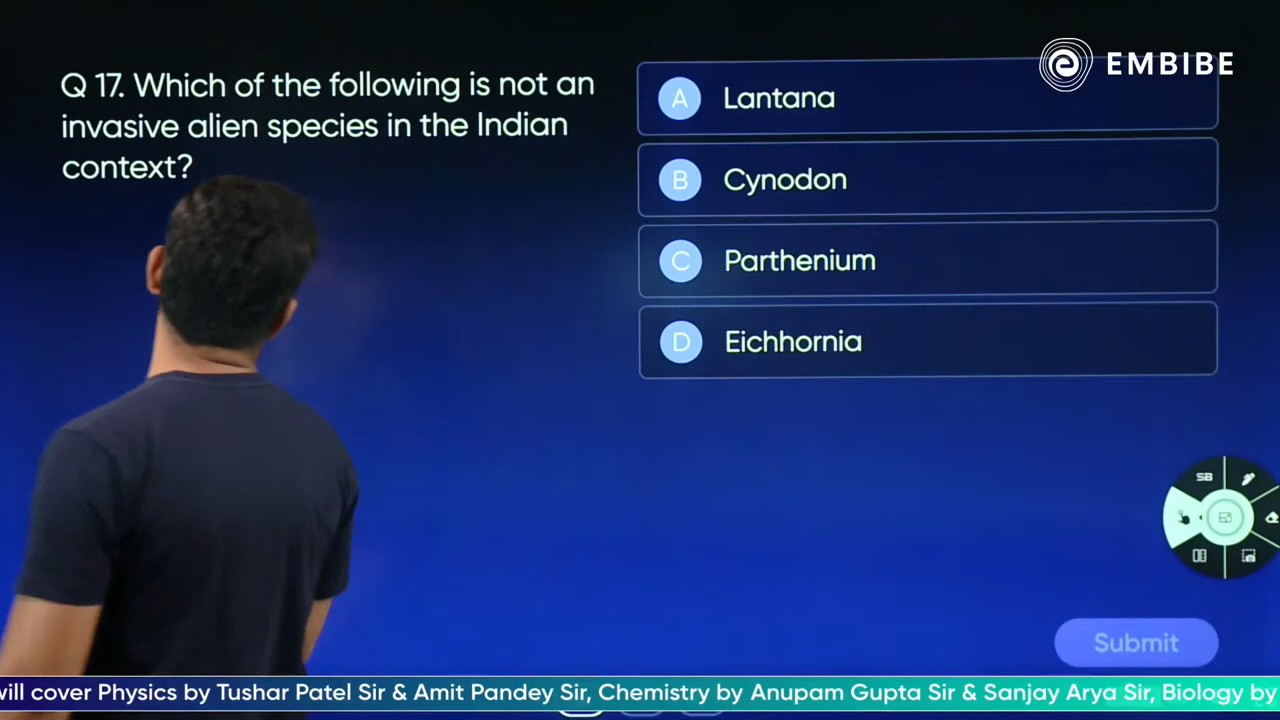 EMBIBE
Q 17. Which of the following is not an
invasive alien species in the Indian
context?
A Lantana
B Cynodon
C Parthenium
D Eichhornia
SB
Submit
will cover Physics by Tushar Patel Sir & Amit Pandey Sir, Chemistry by Anupam Gupta Sir & Sanjay Arya Sir, Biology by